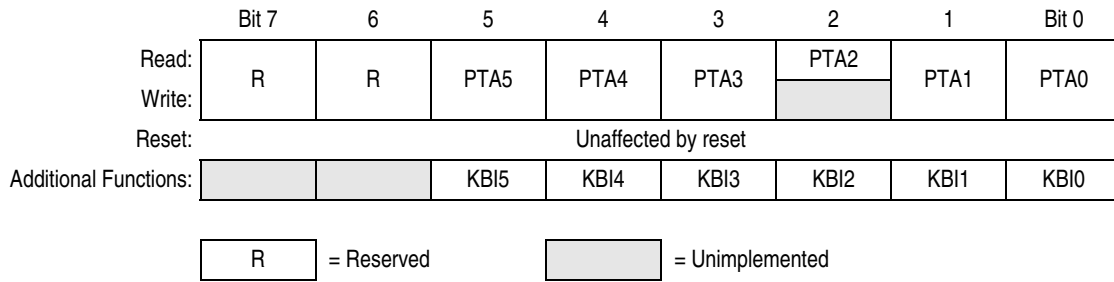 Bit 7 6 5 4 3 2 1 Bit 0
Read: R R PTA5 PTA4 PTA3 PTA2 PTA1 PTA0
Write:
Reset: Unaffected by reset
Additional Functions: KBI5 KBI4 KBI3 KBI2 KBI1 KBI0
R = Reserved = Unimplemented